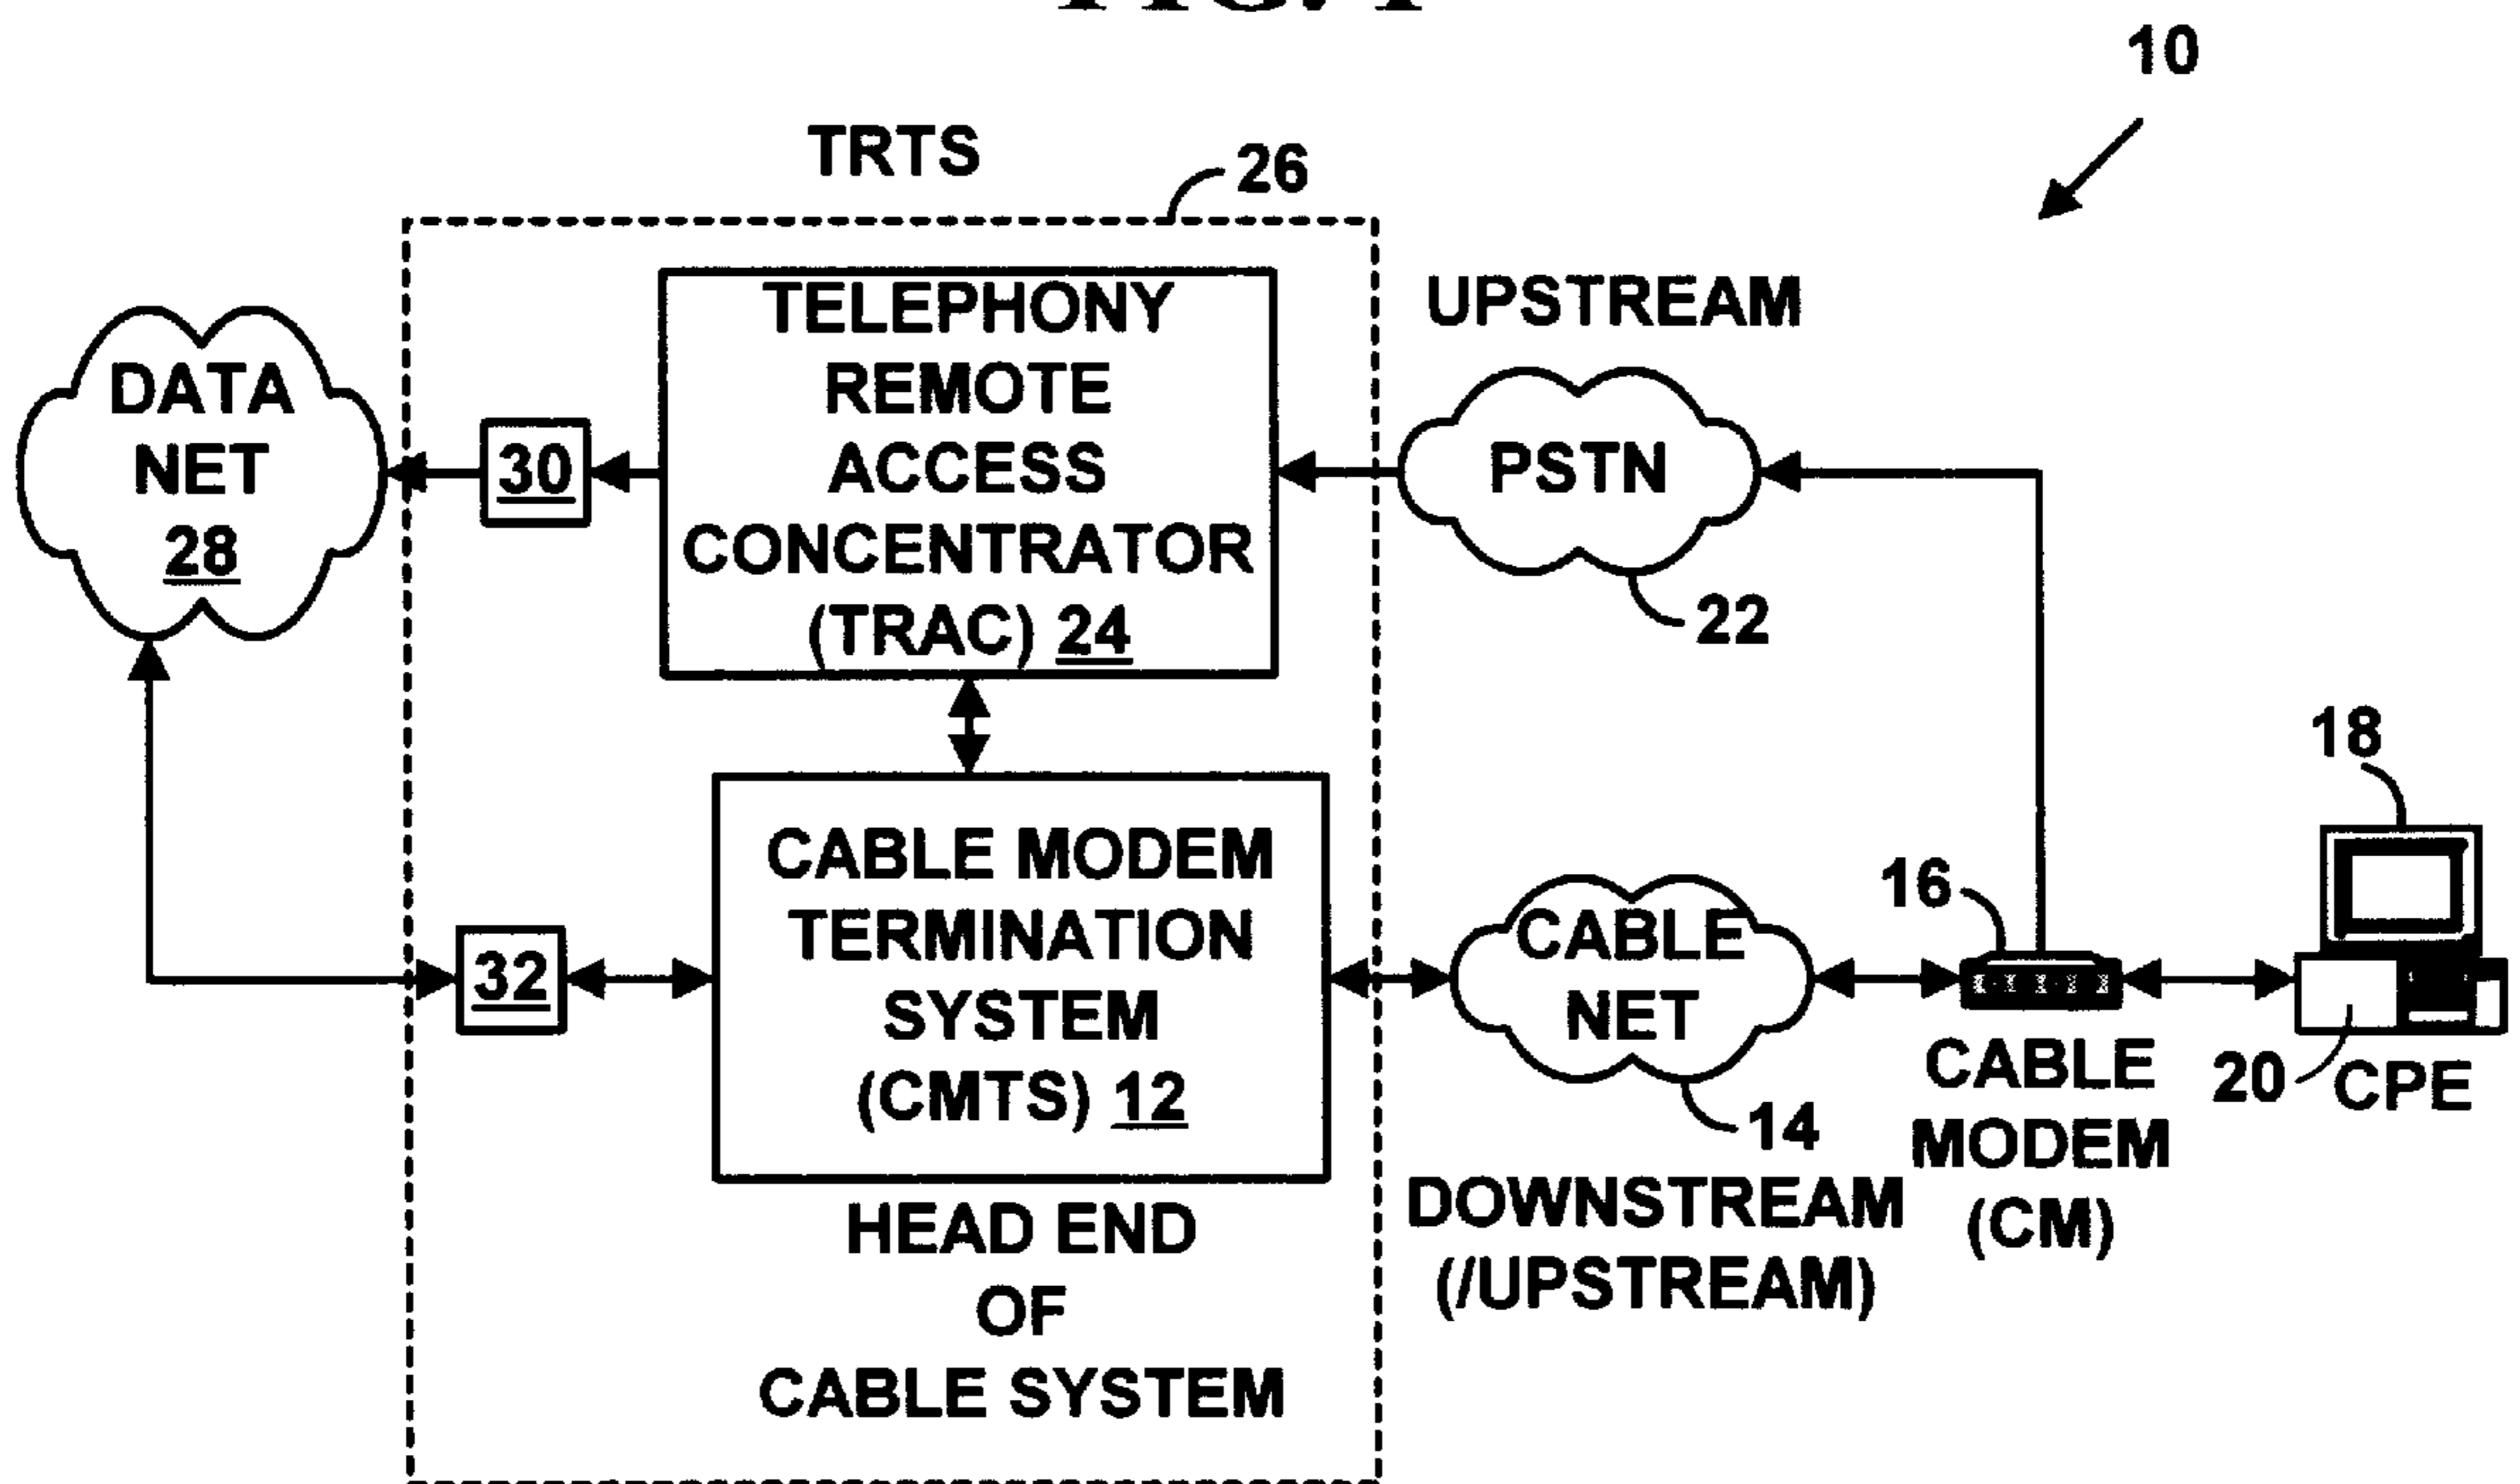 10
TRTS
26
UPSTREAM
TELEPHONY
REMOTE
ACCESS
CONCENTRATOR
(TRAC) 24
DATA
NET
28
30
PSTN
22
18
CABLE MODEM
TERMINATION
SYSTEM
(CMTS) 12
32
CABLE
NET
14
16
20
CPE
CABLE
MODEM
(CM)
DOWNSTREAM
(/UPSTREAM)
HEAD END
OF
CABLE SYSTEM